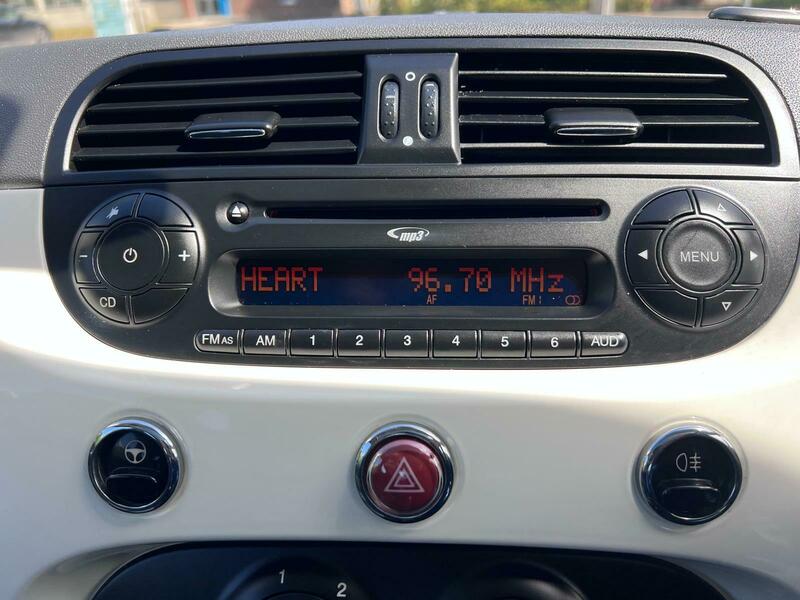 mp3
HEART 96.70 MHz
AF FM1
- +
MENU
CD
FM AS AM 1 2 3 4 5 6 AUD
1 2